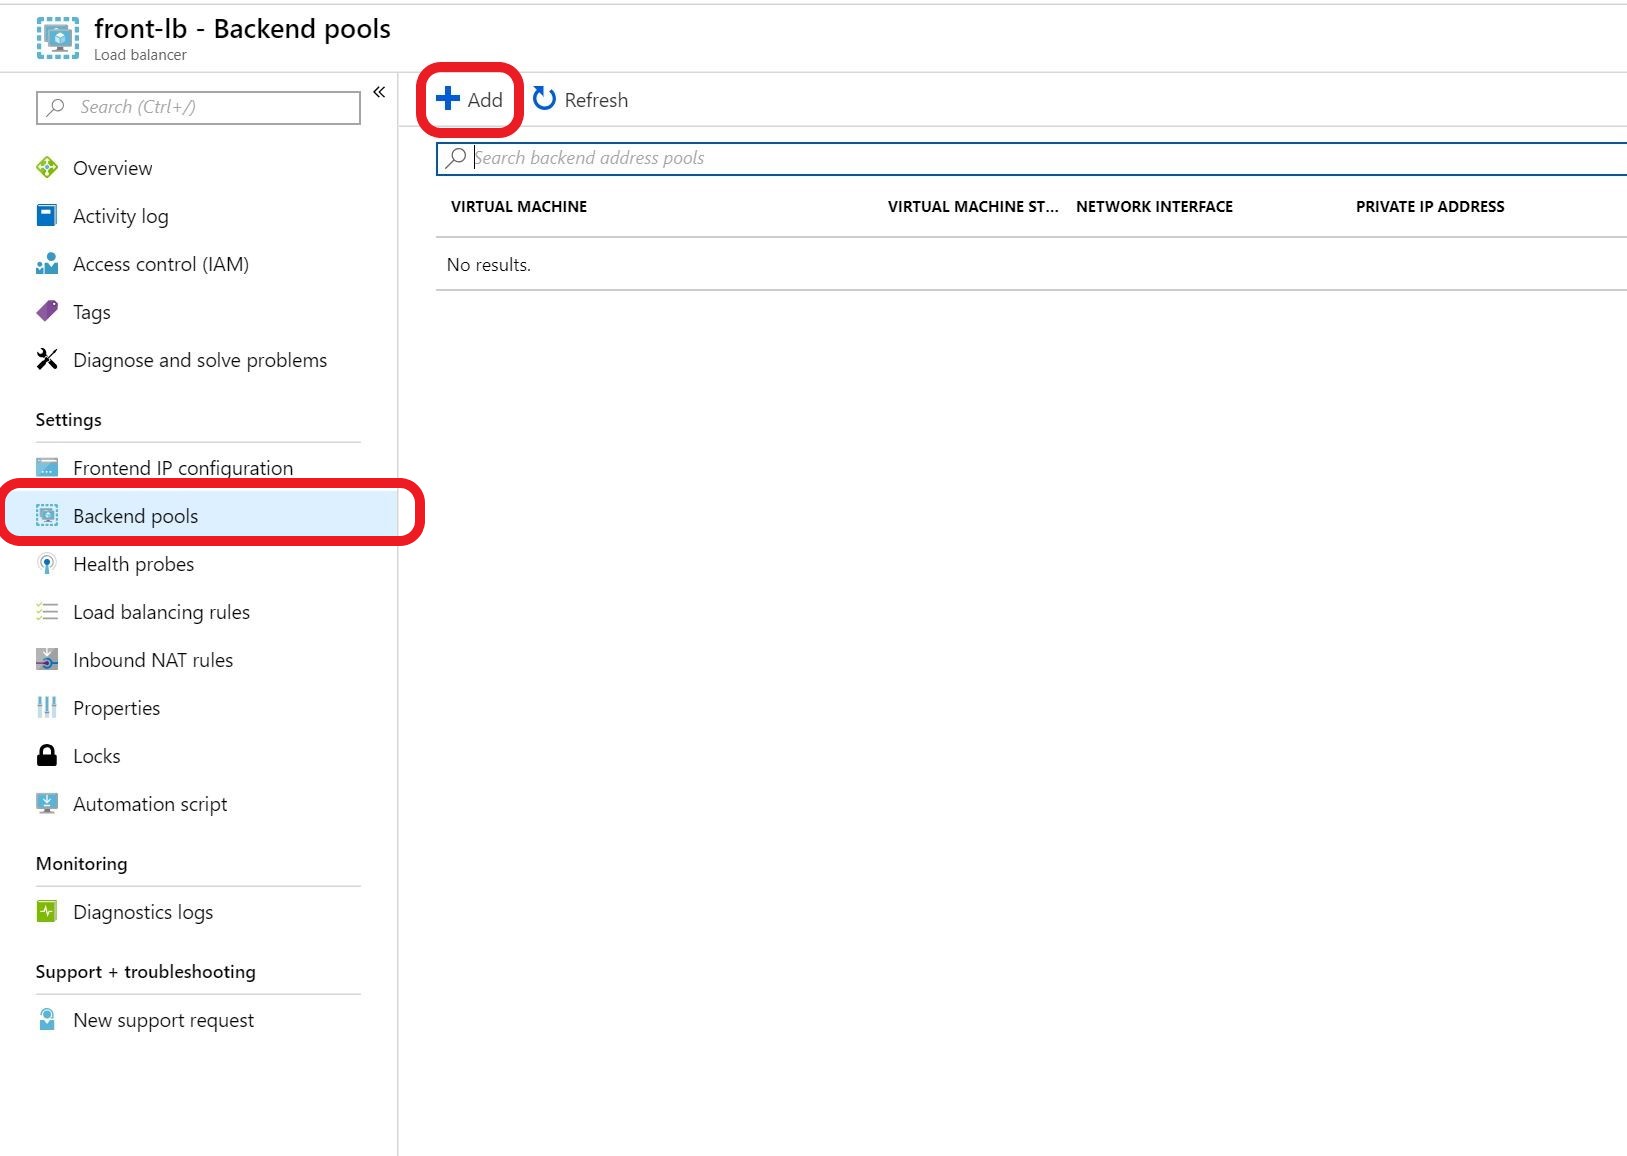 front-lb - Backend pools
Load balancer
Search (Ctrl+/)
«
Overview
Activity log
Access control (IAM)
Tags
Diagnose and solve problems
Settings
Frontend IP configuration
Backend pools
Health probes
Load balancing rules
Inbound NAT rules
Properties
Locks
Automation script
Monitoring
Diagnostics logs
Support + troubleshooting
New support request
Add Refresh
Search backend address pools
VIRTUAL MACHINE VIRTUAL MACHINE ST... NETWORK INTERFACE PRIVATE IP ADDRESS
No results.